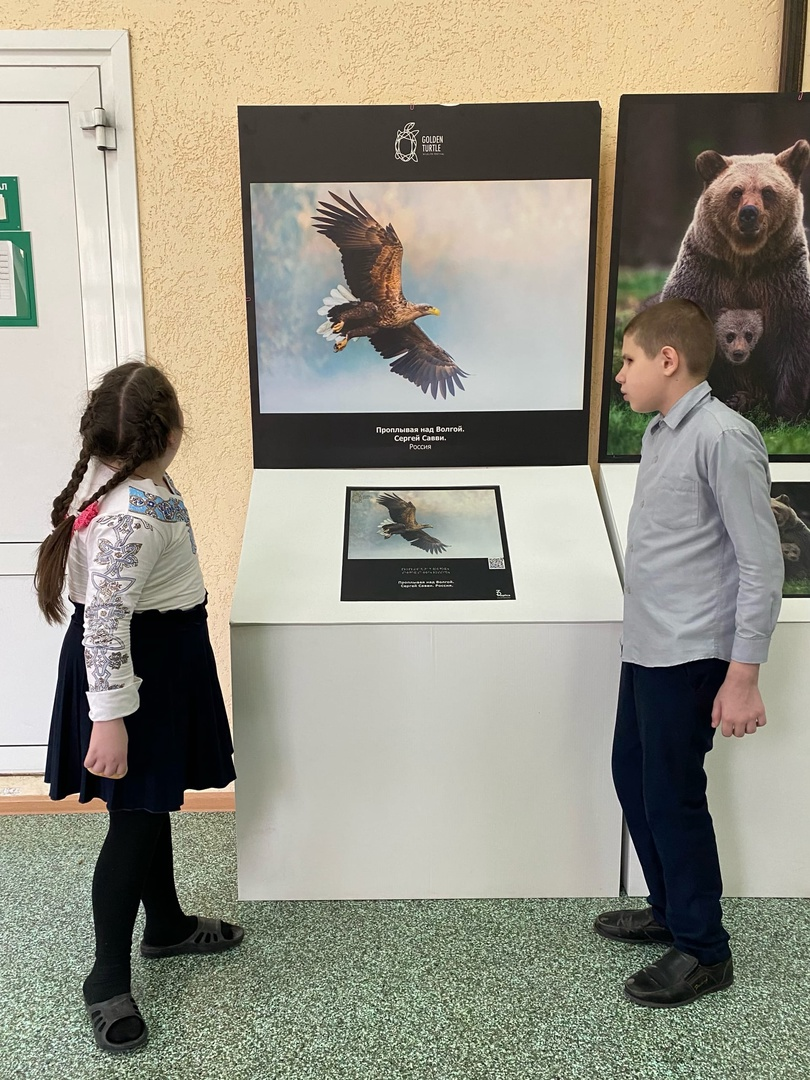 GOLDEN
TURTLE
Проплывая над Волгой.
Сергей Савви.
Россия
Проплывая над Волгой.
Сергей Савви. Россия.